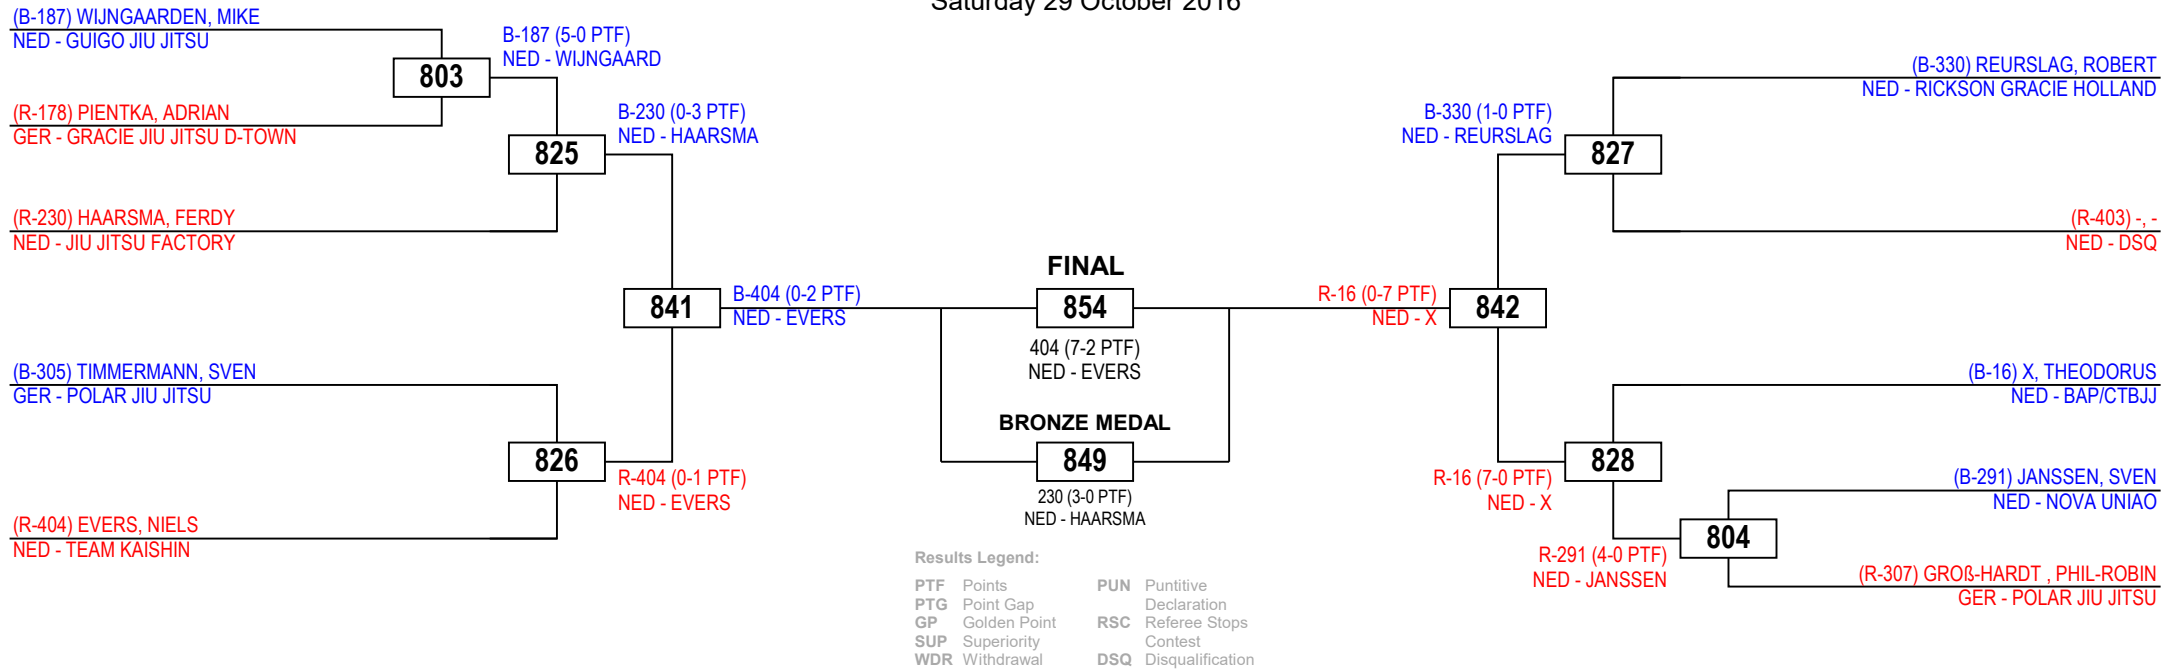 Saturday 29 October 2016
(B-187) WIJNGAARDEN, MIKE
NED - GUIGO JIU JITSU
803
B-187 (5-0 PTF)
NED - WIJNGAARD
(R-178) PIENTKA, ADRIAN
GER - GRACIE JIU JITSU D-TOWN
825
B-230 (0-3 PTF)
NED - HAARSMA
(R-230) HAARSMA, FERDY
NED - JIU JITSU FACTORY
841
B-404 (0-2 PTF)
NED - EVERS
(B-305) TIMMERMANN, SVEN
GER - POLAR JIU JITSU
826
R-404 (0-1 PTF)
NED - EVERS
(R-404) EVERS, NIELS
NED - TEAM KAISHIN
FINAL
854
404 (7-2 PTF)
NED - EVERS
BRONZE MEDAL
849
230 (3-0 PTF)
NED - HAARSMA
(B-330) REURSLAG, ROBERT
NED - RICKSON GRACIE HOLLAND
B-330 (1-0 PTF)
NED - REURSLAG
827
(R-403) -, -
NED - DSQ
R-16 (0-7 PTF)
NED - X
842
(B-16) X, THEODORUS
NED - BAP/CTBJJ
828
R-16 (7-0 PTF)
NED - X
(B-291) JANSSEN, SVEN
NED - NOVA UNIAO
804
R-291 (4-0 PTF)
NED - JANSSEN
(R-307) GROß-HARDT , PHIL-ROBIN
GER - POLAR JIU JITSU
Results Legend:
PTF Points
PTG Point Gap
GP Golden Point
SUP Superiority
WDR Withdrawal
PUN Puntitive
Declaration
RSC Referee Stops
Contest
DSQ Disqualification